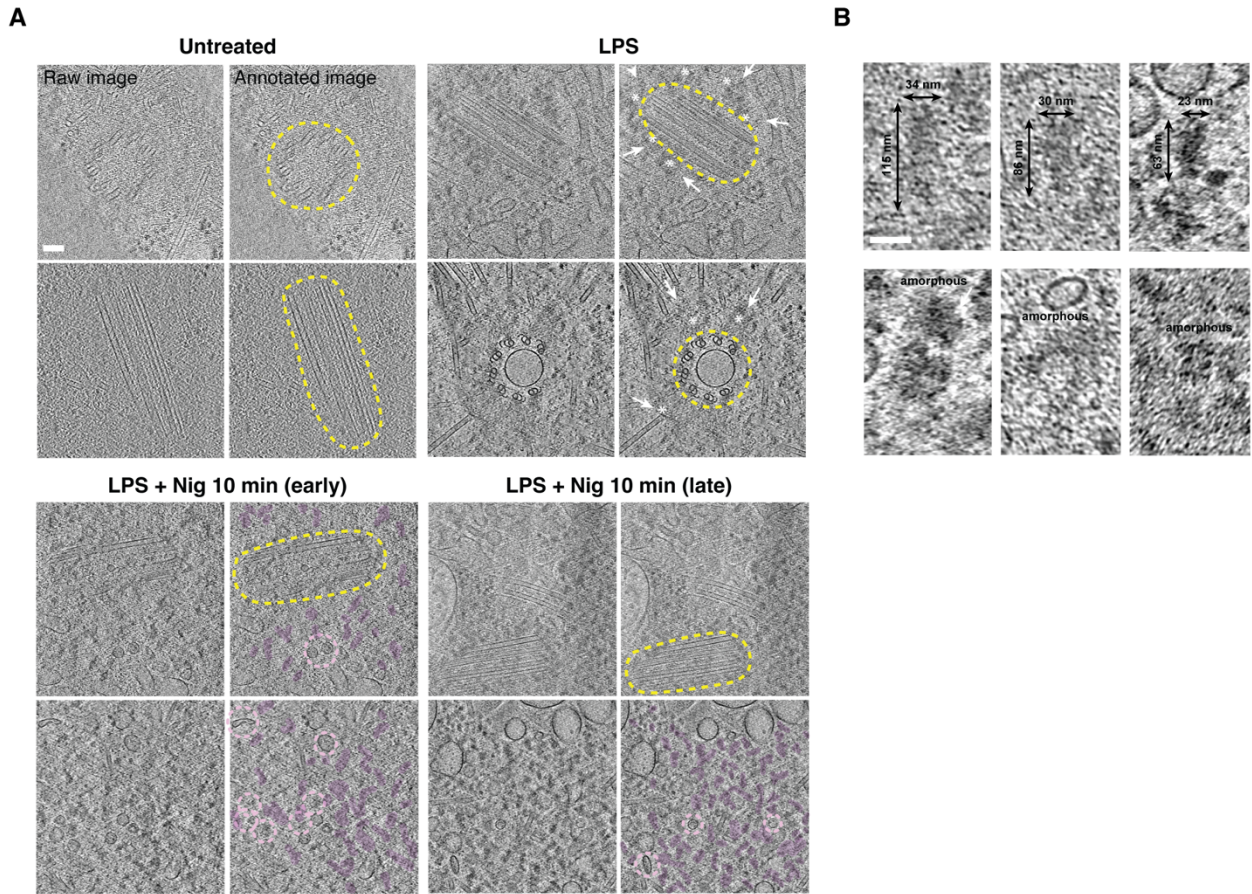 A
B
Untreated
LPS
Raw image
Annotated image
34 nm
115 nm
30 nm
86 nm
23 nm
63 nm
amorphous
amorphous
amorphous
LPS + Nig 10 min (early)
LPS + Nig 10 min (late)